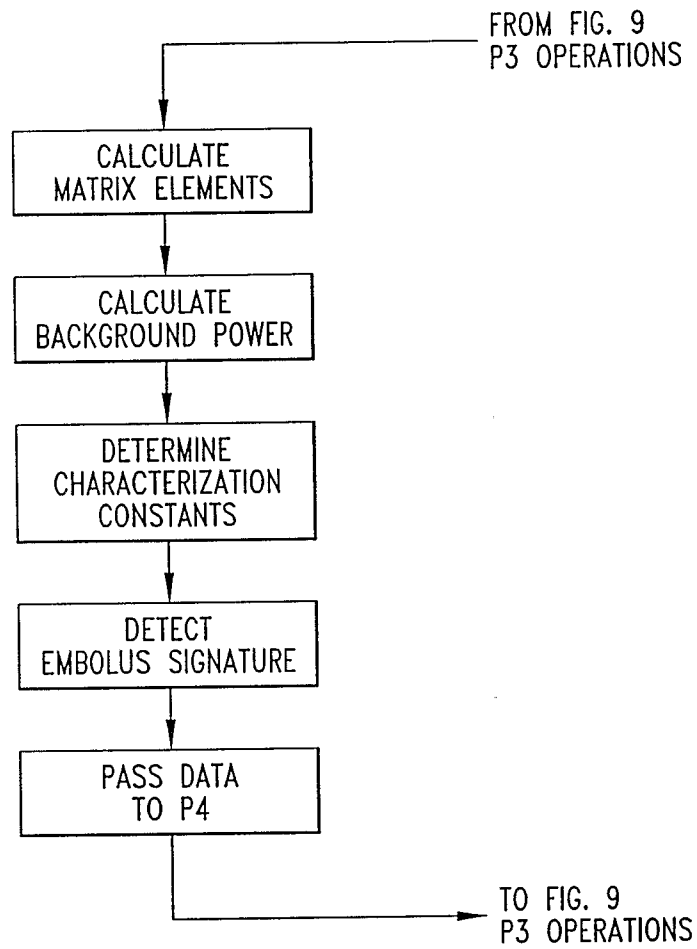 FROM FIG. 9
P3 OPERATIONS
CALCULATE
MATRIX ELEMENTS
CALCULATE
BACKGROUND POWER
DETERMINE
CHARACTERIZATION
CONSTANTS
DETECT
EMBOLUS SIGNATURE
PASS DATA
TO P4
TO FIG. 9
P3 OPERATIONS